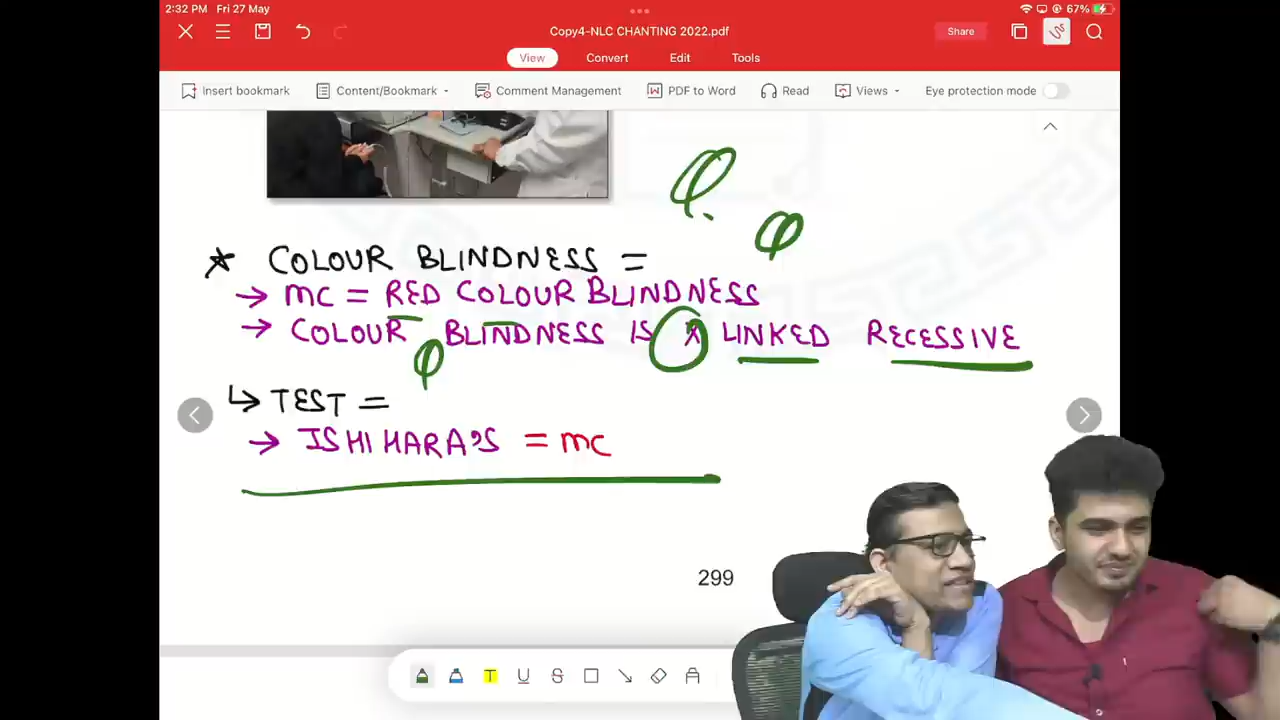 2:32 PM Fri 27 May
67%
Copy4-NLC CHANTING 2022.pdf
Share
View Convert Edit Tools
Insert bookmark Content/Bookmark Comment Management PDF to Word Read Views Eye protection mode
φ
φ
* COLOUR BLINDNESS =
→ mc = RED COLOUR BLINDNESS
→ COLOUR BLINDNESS IS X LINKED RECESSIVE
φ
↳ TEST =
→ ISHIHARA'S = mc
299
T U S